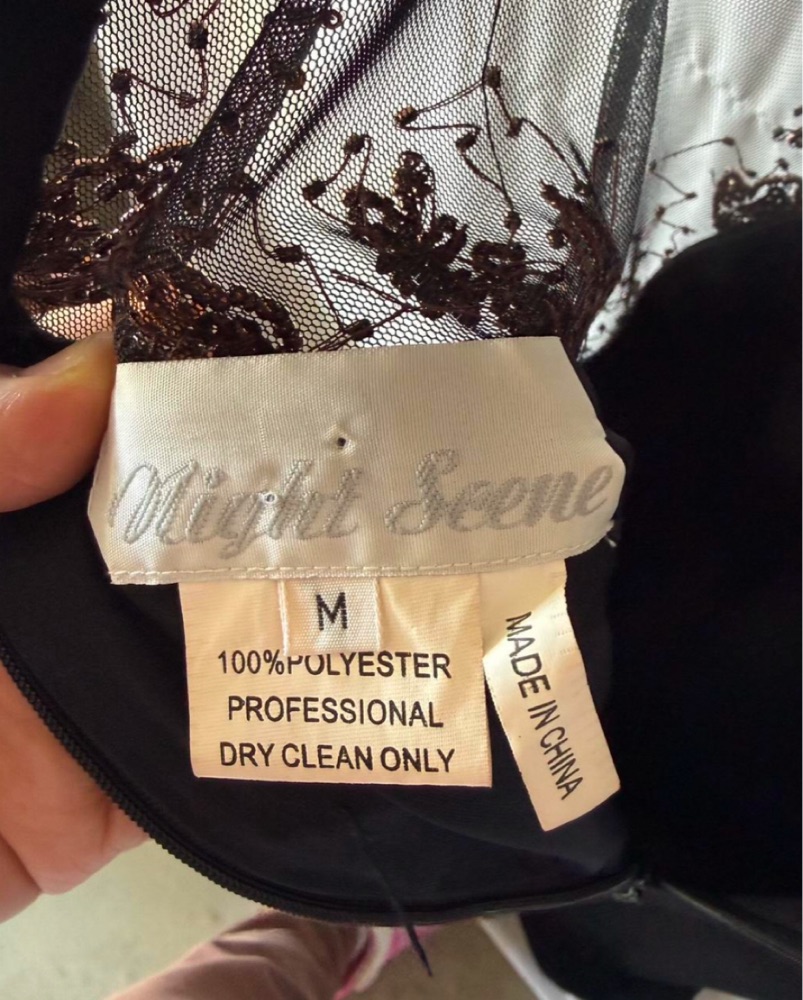 Night Scene
M
100%POLYESTER
PROFESSIONAL
DRY CLEAN ONLY
MADE IN CHINA